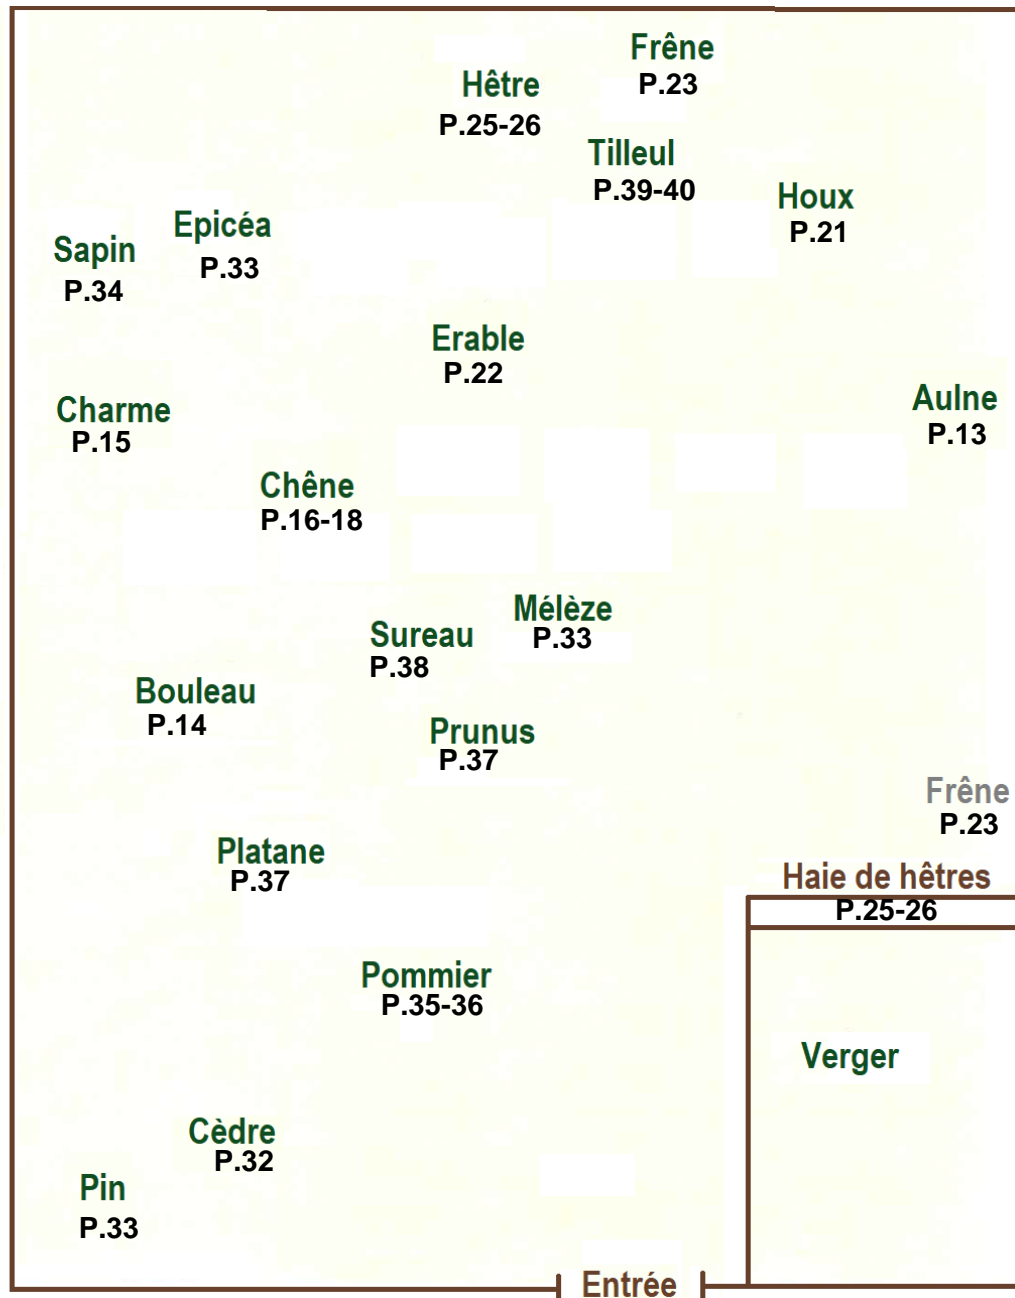 Frêne
P.23
Hêtre
P.25-26
Tilleul
P.39-40
Houx
P.21
Epicéa
P.33
Sapin
P.34
Erable
P.22
Charme
P.15
Aulne
P.13
Chêne
P.16-18
Mélèze
P.33
Sureau
P.38
Bouleau
P.14
Prunus
P.37
Frêne
P.23
Platane
P.37
Haie de hêtres
P.25-26
Pommier
P.35-36
Verger
Cèdre
P.32
Pin
P.33
Entrée